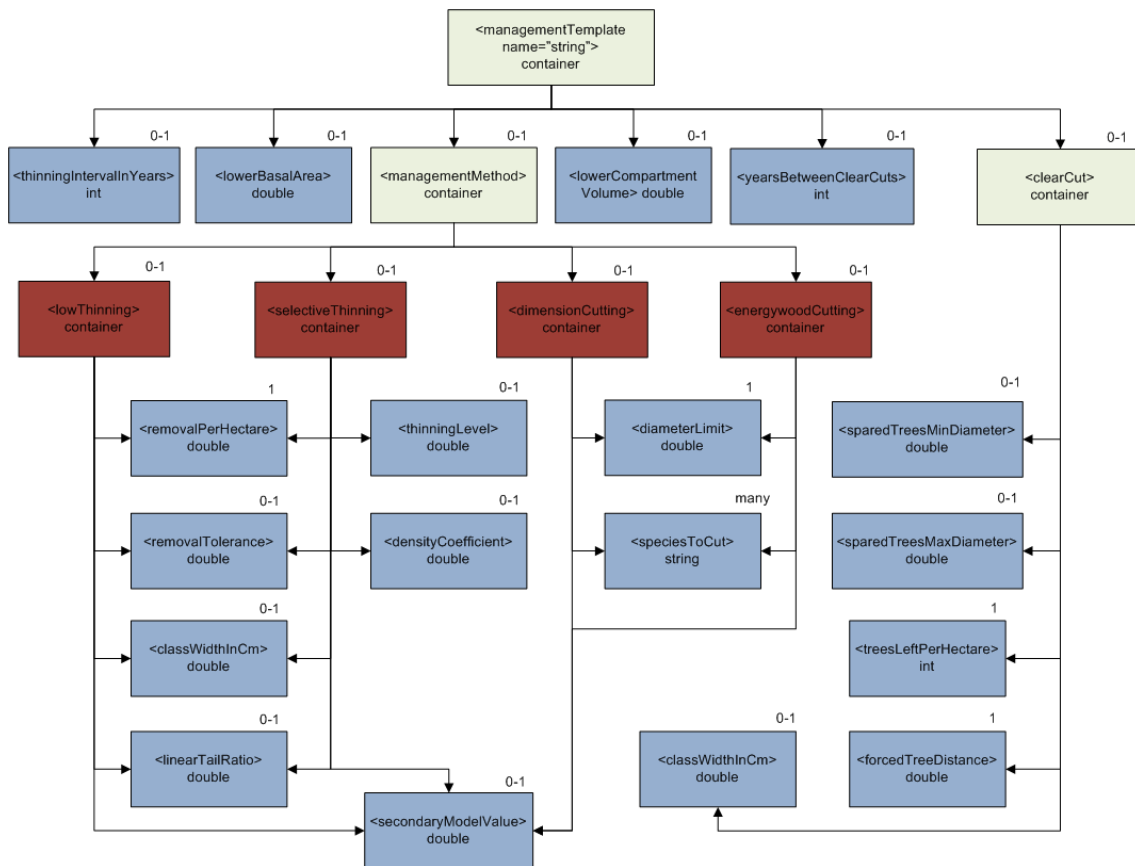 <managementTemplate
name="string">
container
0-1
0-1
0-1
0-1
0-1
0-1
<thinningIntervalInYears>
int
<lowerBasalArea>
double
<managementMethod>
container
<lowerCompartment
Volume> double
<yearsBetweenClearCuts>
int
<clearCut>
container
0-1
0-1
0-1
0-1
<lowThinning>
container
<selectiveThinning>
container
<dimensionCutting>
container
<energywoodCutting>
container
1
0-1
1
0-1
<removalPerHectare>
double
<thinningLevel>
double
<diameterLimit>
double
<sparedTreesMinDiameter>
double
0-1
0-1
many
0-1
<removalTolerance>
double
<densityCoefficient>
double
<speciesToCut>
string
<sparedTreesMaxDiameter>
double
0-1
1
<classWidthInCm>
double
<treesLeftPerHectare>
int
0-1
0-1
1
<linearTailRatio>
double
<classWidthInCm>
double
<forcedTreeDistance>
double
0-1
<secondaryModelValue>
double